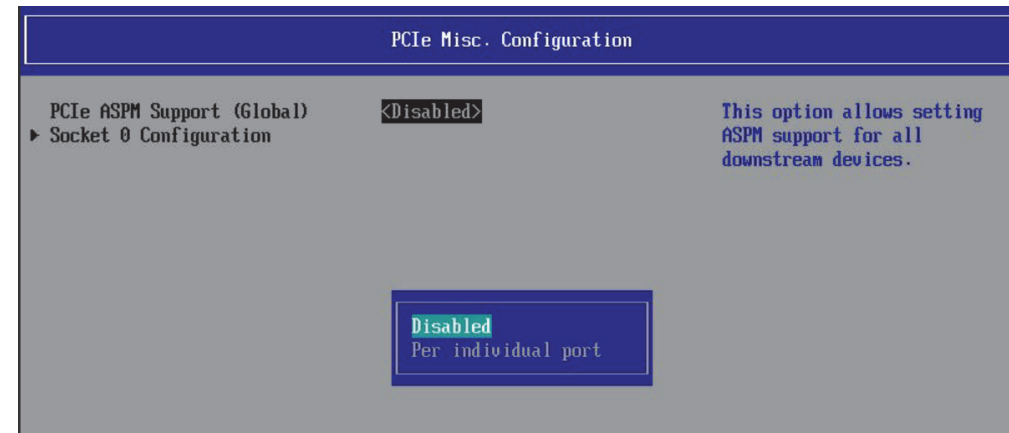 PCIe Misc. Configuration
PCIe ASPM Support (Global) <Disabled>
▶ Socket 0 Configuration
This option allows setting
ASPM support for all
downstream devices.
Disabled
Per individual port